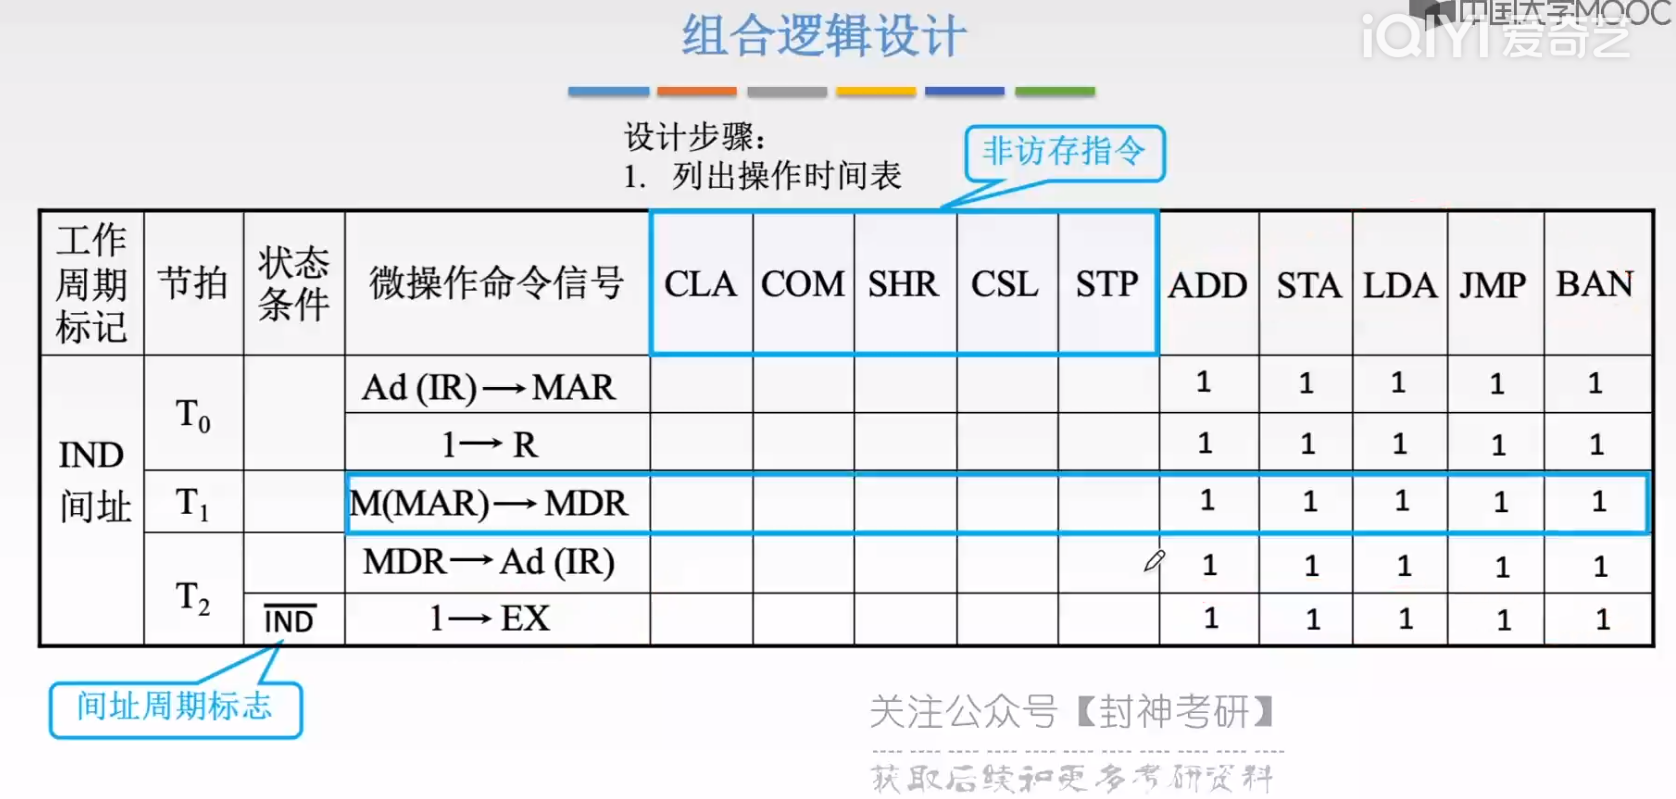 中国大学MOOC
iQIYI 爱奇艺
组合逻辑设计
设计步骤：
1. 列出操作时间表
非访存指令
工作周期标记 节拍 状态条件 微操作命令信号 CLA COM SHR CSL STP ADD STA LDA JMP BAN
IND 间址 T0 Ad (IR)→MAR 1 1 1 1 1
1→R 1 1 1 1 1
T1 M(MAR)→MDR 1 1 1 1 1
T2 MDR→Ad (IR) 1 1 1 1 1
I̅N̅D̅ 1→EX 1 1 1 1 1
间址周期标志
关注公众号【封神考研】
获取后续和更多考研资料